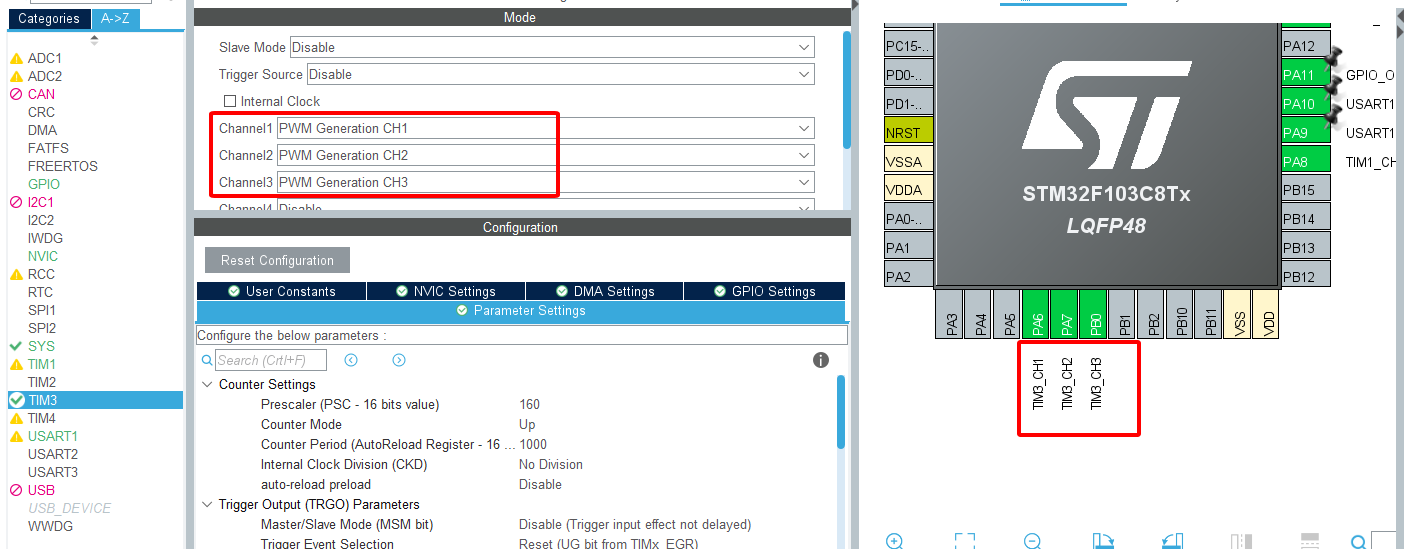 Categories
A->Z
ADC1
ADC2
CAN
CRC
DMA
FATFS
FREERTOS
GPIO
I2C1
I2C2
IWDG
NVIC
RCC
RTC
SPI1
SPI2
SYS
TIM1
TIM2
TIM3
TIM4
USART1
USART2
USART3
USB
USB_DEVICE
WWDG
Mode
Slave Mode Disable
Trigger Source Disable
Internal Clock
Channel1 PWM Generation CH1
Channel2 PWM Generation CH2
Channel3 PWM Generation CH3
Channel4 Disable
Configuration
Reset Configuration
User Constants
NVIC Settings
DMA Settings
GPIO Settings
Parameter Settings
Configure the below parameters :
Search (Crtl+F)
Counter Settings
Prescaler (PSC - 16 bits value) 160
Counter Mode Up
Counter Period (AutoReload Register - 16 ... 1000
Internal Clock Division (CKD) No Division
auto-reload preload Disable
Trigger Output (TRGO) Parameters
Master/Slave Mode (MSM bit) Disable (Trigger input effect not delayed)
Trigger Event Selection Reset (UG bit from TIMx_EGR)
PC15-..
PD0-..
PD1-..
NRST
VSSA
VDDA
PA0-..
PA1
PA2
ST
STM32F103C8Tx
LQFP48
PA12
PA11 GPIO_O
PA10 USART1
PA9 USART1
PA8 TIM1_CH
PB15
PB14
PB13
PB12
PA3
PA4
PA5
PA6
PA7
PB0
PB1
PB2
PB10
PB11
VSS
VDD
TIM3_CH1
TIM3_CH2
TIM3_CH3